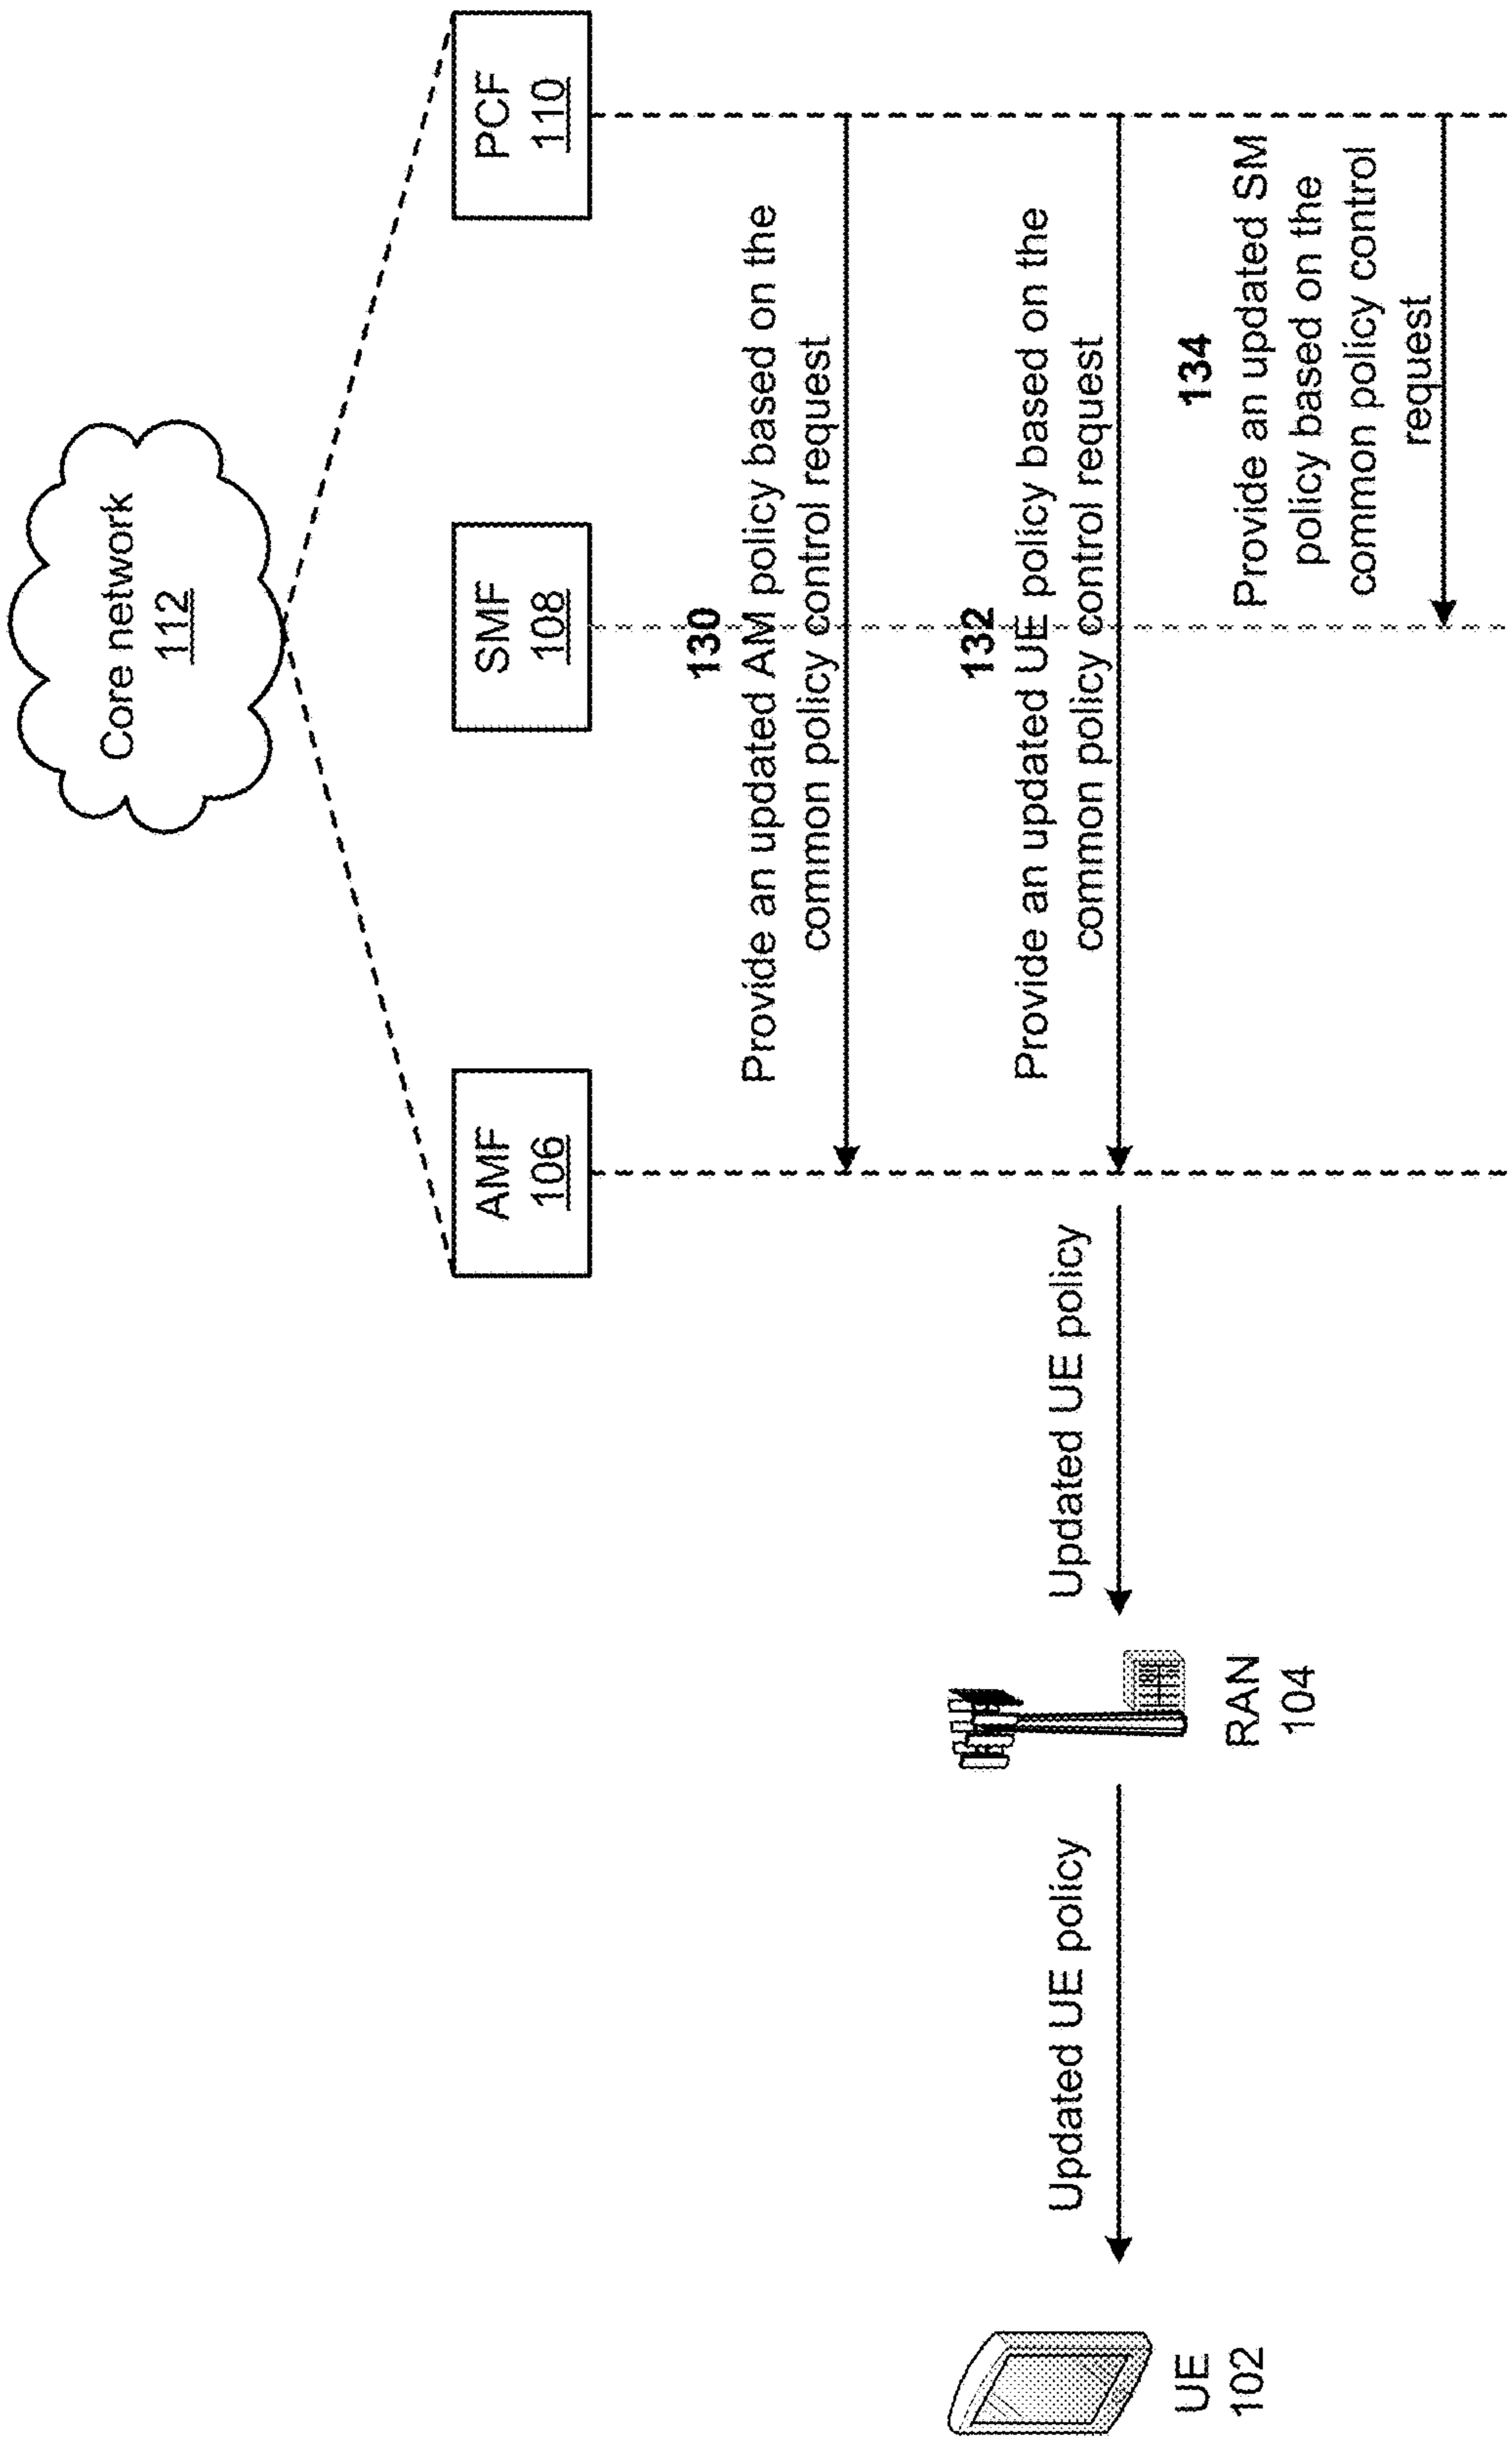 Core network
112
AMF
106
SMF
108
PCF
110
130
Provide an updated AM policy based on the
common policy control request
132
Provide an updated UE policy based on the
common policy control request
Updated UE policy
Updated UE policy
134
Provide an updated SM
policy based on the
common policy control
request
UE
102
RAN
104